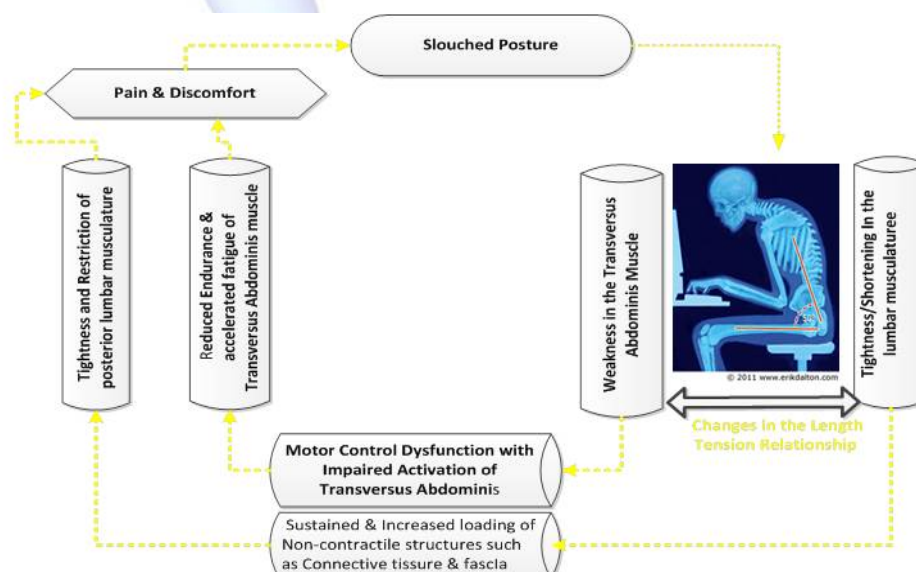 Slouched Posture
Pain & Discomfort
Tightness and Restriction of
posterior lumbar musculature
Reduced Endurance &
accelerated fatigue of
Transversus Abdominis muscle
Weakness in the Transversus
Abdominis Muscle
Tightness/Shortening In the
lumbar musculaturee
© 2011 www.erikdalton.com
Changes in the Length
Tension Relationship
Motor Control Dysfunction with
Impaired Activation of
Transversus Abdominis
Sustained & Increased loading of
Non-contractile structures such
as Connective tissure & fascla